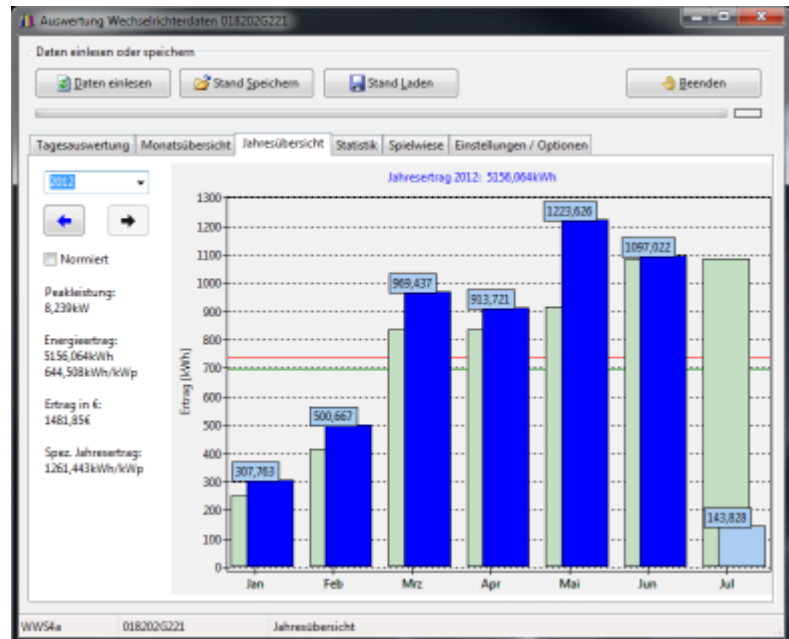 Auswertung Wechselrichterdaten 018202G221
Daten einlesen oder speichern
Daten einlesen
Stand Speichern
Stand Laden
Beenden
Tagesauswertung Monatsübersicht Jahresübersicht Statistik Spielwiese Einstellungen / Optionen
2012
Normiert
Peakleistung:
8,239kW
Energieertrag:
5156,064kWh
644,508kWh/kWp
Ertrag in €:
1481,85€
Spez. Jahresertrag:
1261,443kWh/kWp
Jahresertrag 2012: 5156,064kWh
Ertrag [kWh]
1300
1200
1100
1000
900
800
700
600
500
400
300
200
100
0
307,763
500,667
969,437
913,721
1223,626
1097,022
143,828
Jan Feb Mrz Apr Mai Jun Jul
WWS4a 018202G221 Jahresübersicht